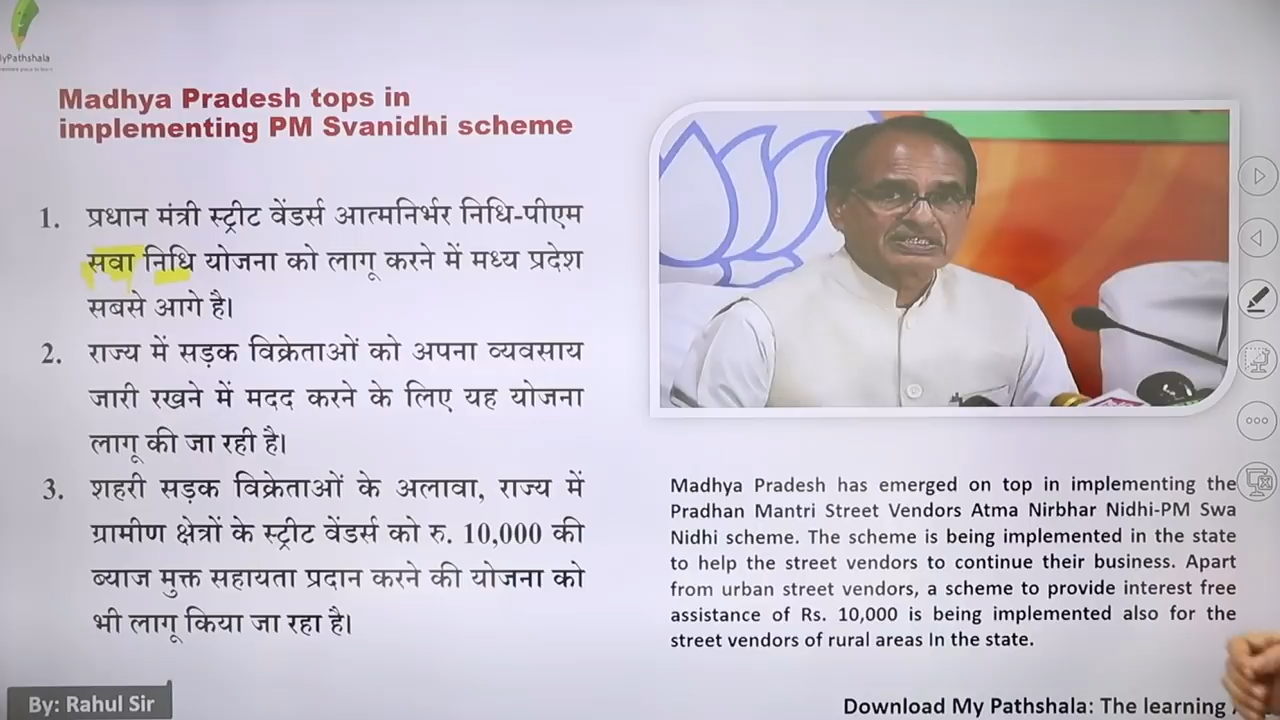 MyPathshala
Madhya Pradesh tops in
implementing PM Svanidhi scheme
1. प्रधान मंत्री स्ट्रीट वेंडर्स आत्मनिर्भर निधि-पीएम
सवा निधि योजना को लागू करने में मध्य प्रदेश
सबसे आगे है।
2. राज्य में सड़क विक्रेताओं को अपना व्यवसाय
जारी रखने में मदद करने के लिए यह योजना
लागू की जा रही है।
3. शहरी सड़क विक्रेताओं के अलावा, राज्य में
ग्रामीण क्षेत्रों के स्ट्रीट वेंडर्स को रु. 10,000 की
ब्याज मुक्त सहायता प्रदान करने की योजना को
भी लागू किया जा रहा है।
Madhya Pradesh has emerged on top in implementing the
Pradhan Mantri Street Vendors Atma Nirbhar Nidhi-PM Swa
Nidhi scheme. The scheme is being implemented in the state
to help the street vendors to continue their business. Apart
from urban street vendors, a scheme to provide interest free
assistance of Rs. 10,000 is being implemented also for the
street vendors of rural areas In the state.
By: Rahul Sir
Download My Pathshala: The learning